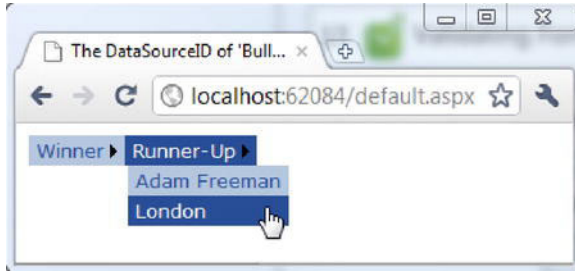 The DataSourceID of 'Bull...
localhost:62084/default.aspx
Winner Runner-Up
Adam Freeman
London